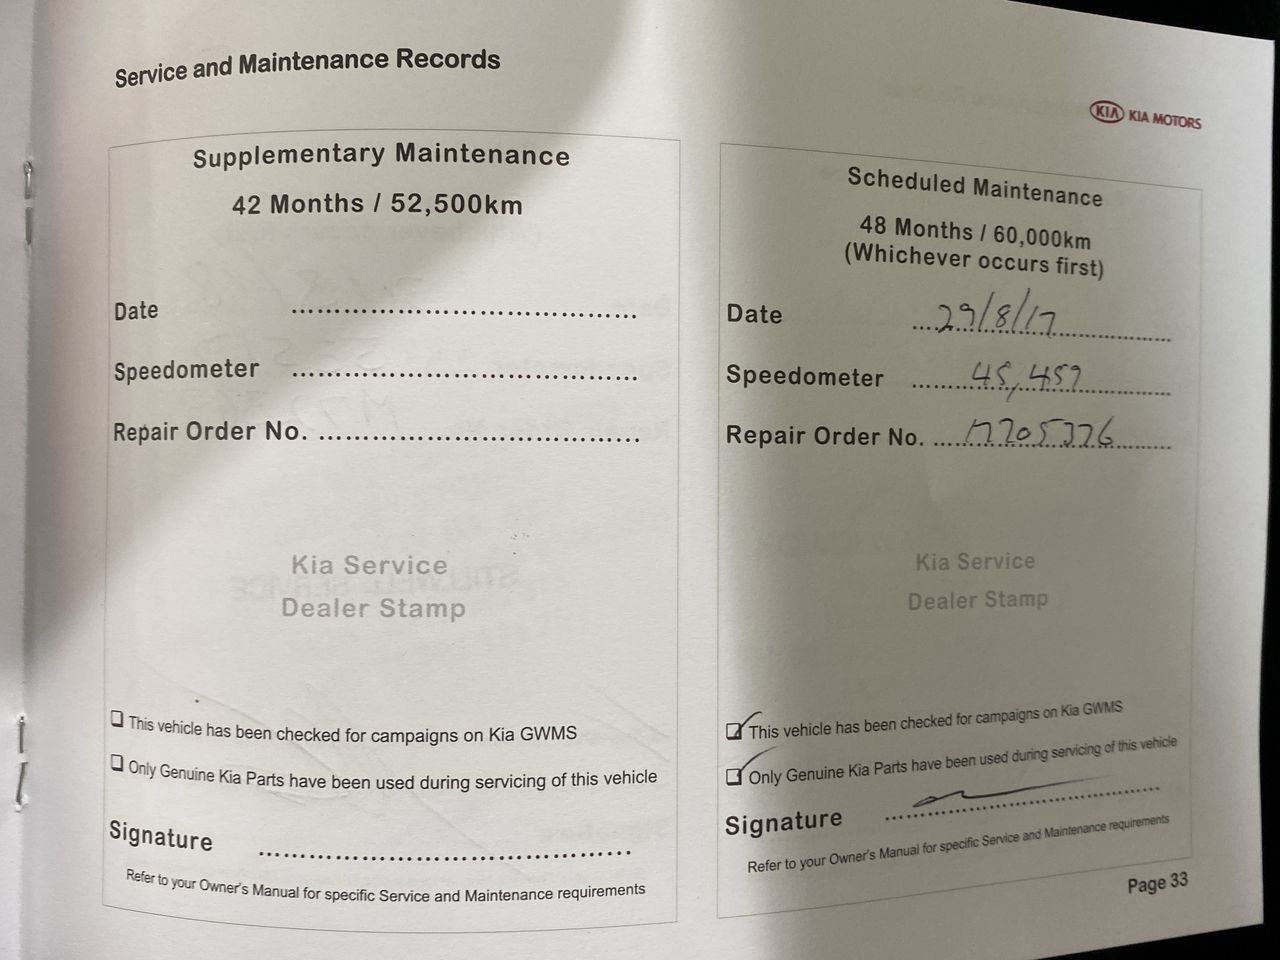 Service and Maintenance Records
KIA KIA MOTORS
Supplementary Maintenance
42 Months / 52,500km
Date ......................................
Speedometer ......................................
Repair Order No. ...................................
Kia Service
Dealer Stamp
❏ This vehicle has been checked for campaigns on Kia GWMS
❏ Only Genuine Kia Parts have been used during servicing of this vehicle
Signature ..........................................
Refer to your Owner's Manual for specific Service and Maintenance requirements
Scheduled Maintenance
48 Months / 60,000km
(Whichever occurs first)
Date 29/8/17
Speedometer 45,459
Repair Order No.
Kia Service
Dealer Stamp
❏ This vehicle has been checked for campaigns on Kia GWMS
❏ Only Genuine Kia Parts have been used during servicing of this vehicle
Signature ..........................................
Refer to your Owner's Manual for specific Service and Maintenance requirements
Page 33